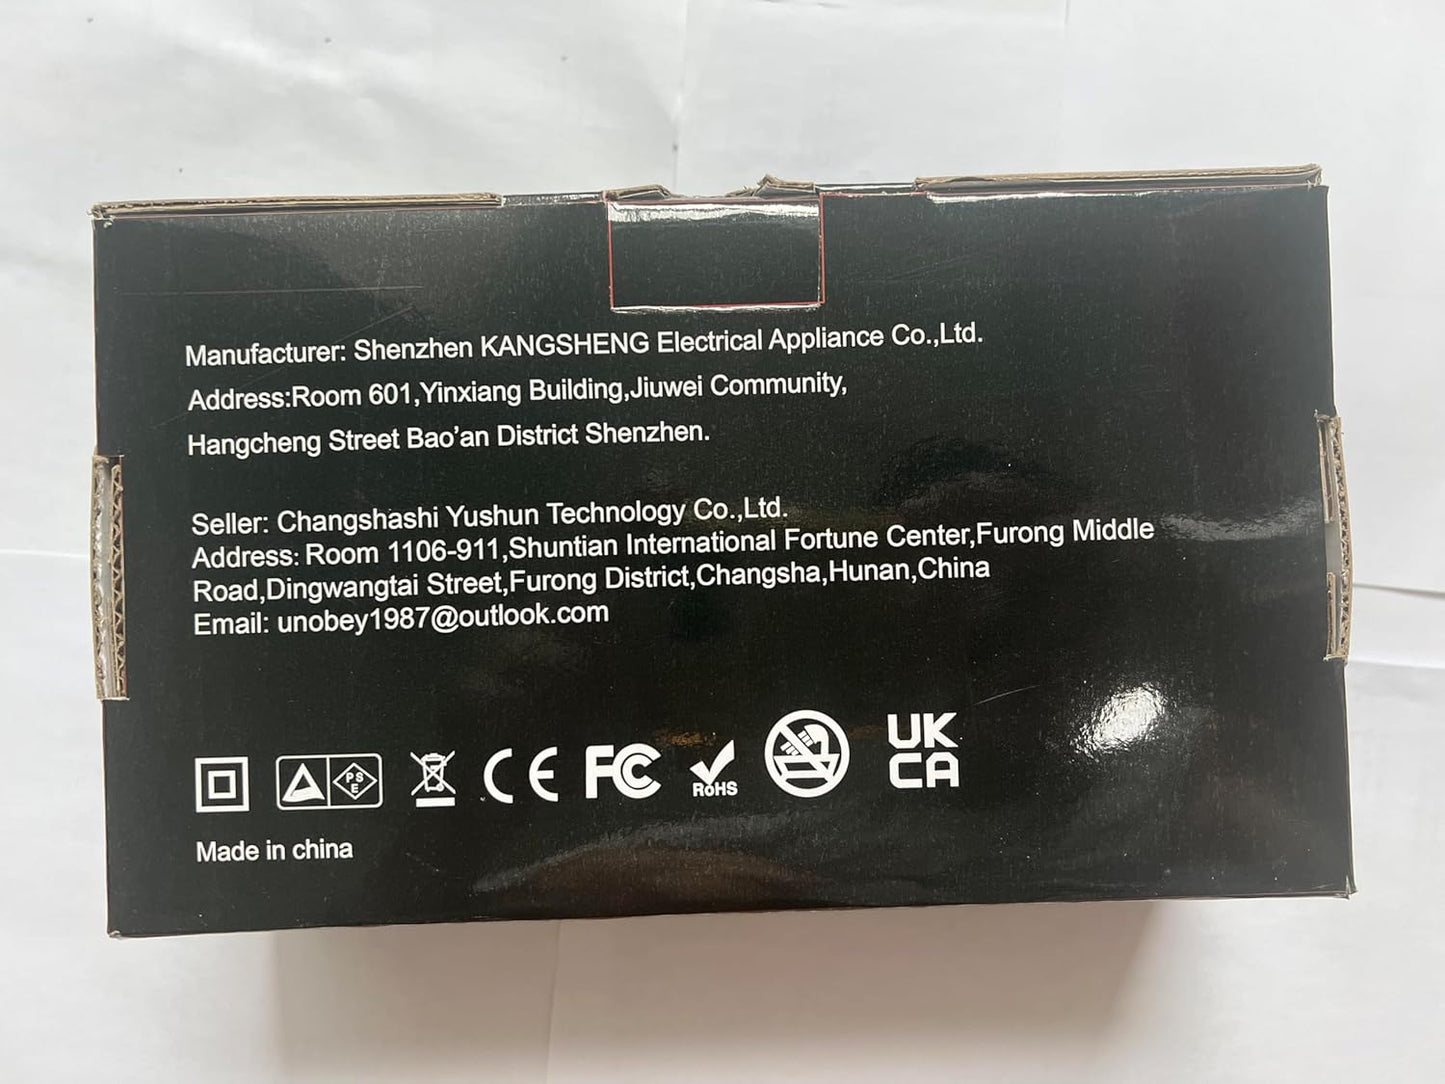 Manufacturer: Shenzhen KANGSHENG Electrical Appliance Co.,Ltd.
Address:Room 601,Yinxiang Building,Jiuwei Community,
Hangcheng Street Bao’an District Shenzhen.
Seller: Changshashi Yushun Technology Co.,Ltd.
Address: Room 1106-911,Shuntian International Fortune Center,Furong Middle
Road,Dingwangtai Street,Furong District,Changsha,Hunan,China
Email: unobey1987@outlook.com
PS
E
CE
FC
RoHS
UK
CA
Made in china